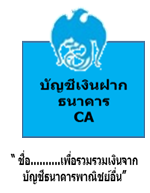 บัญชีเงินฝาก
ธนาคาร
CA
“ ชื่อ..........เพื่อรวมรวมเงินจาก
บัญชีธนาคารพาณิชย์อื่น”